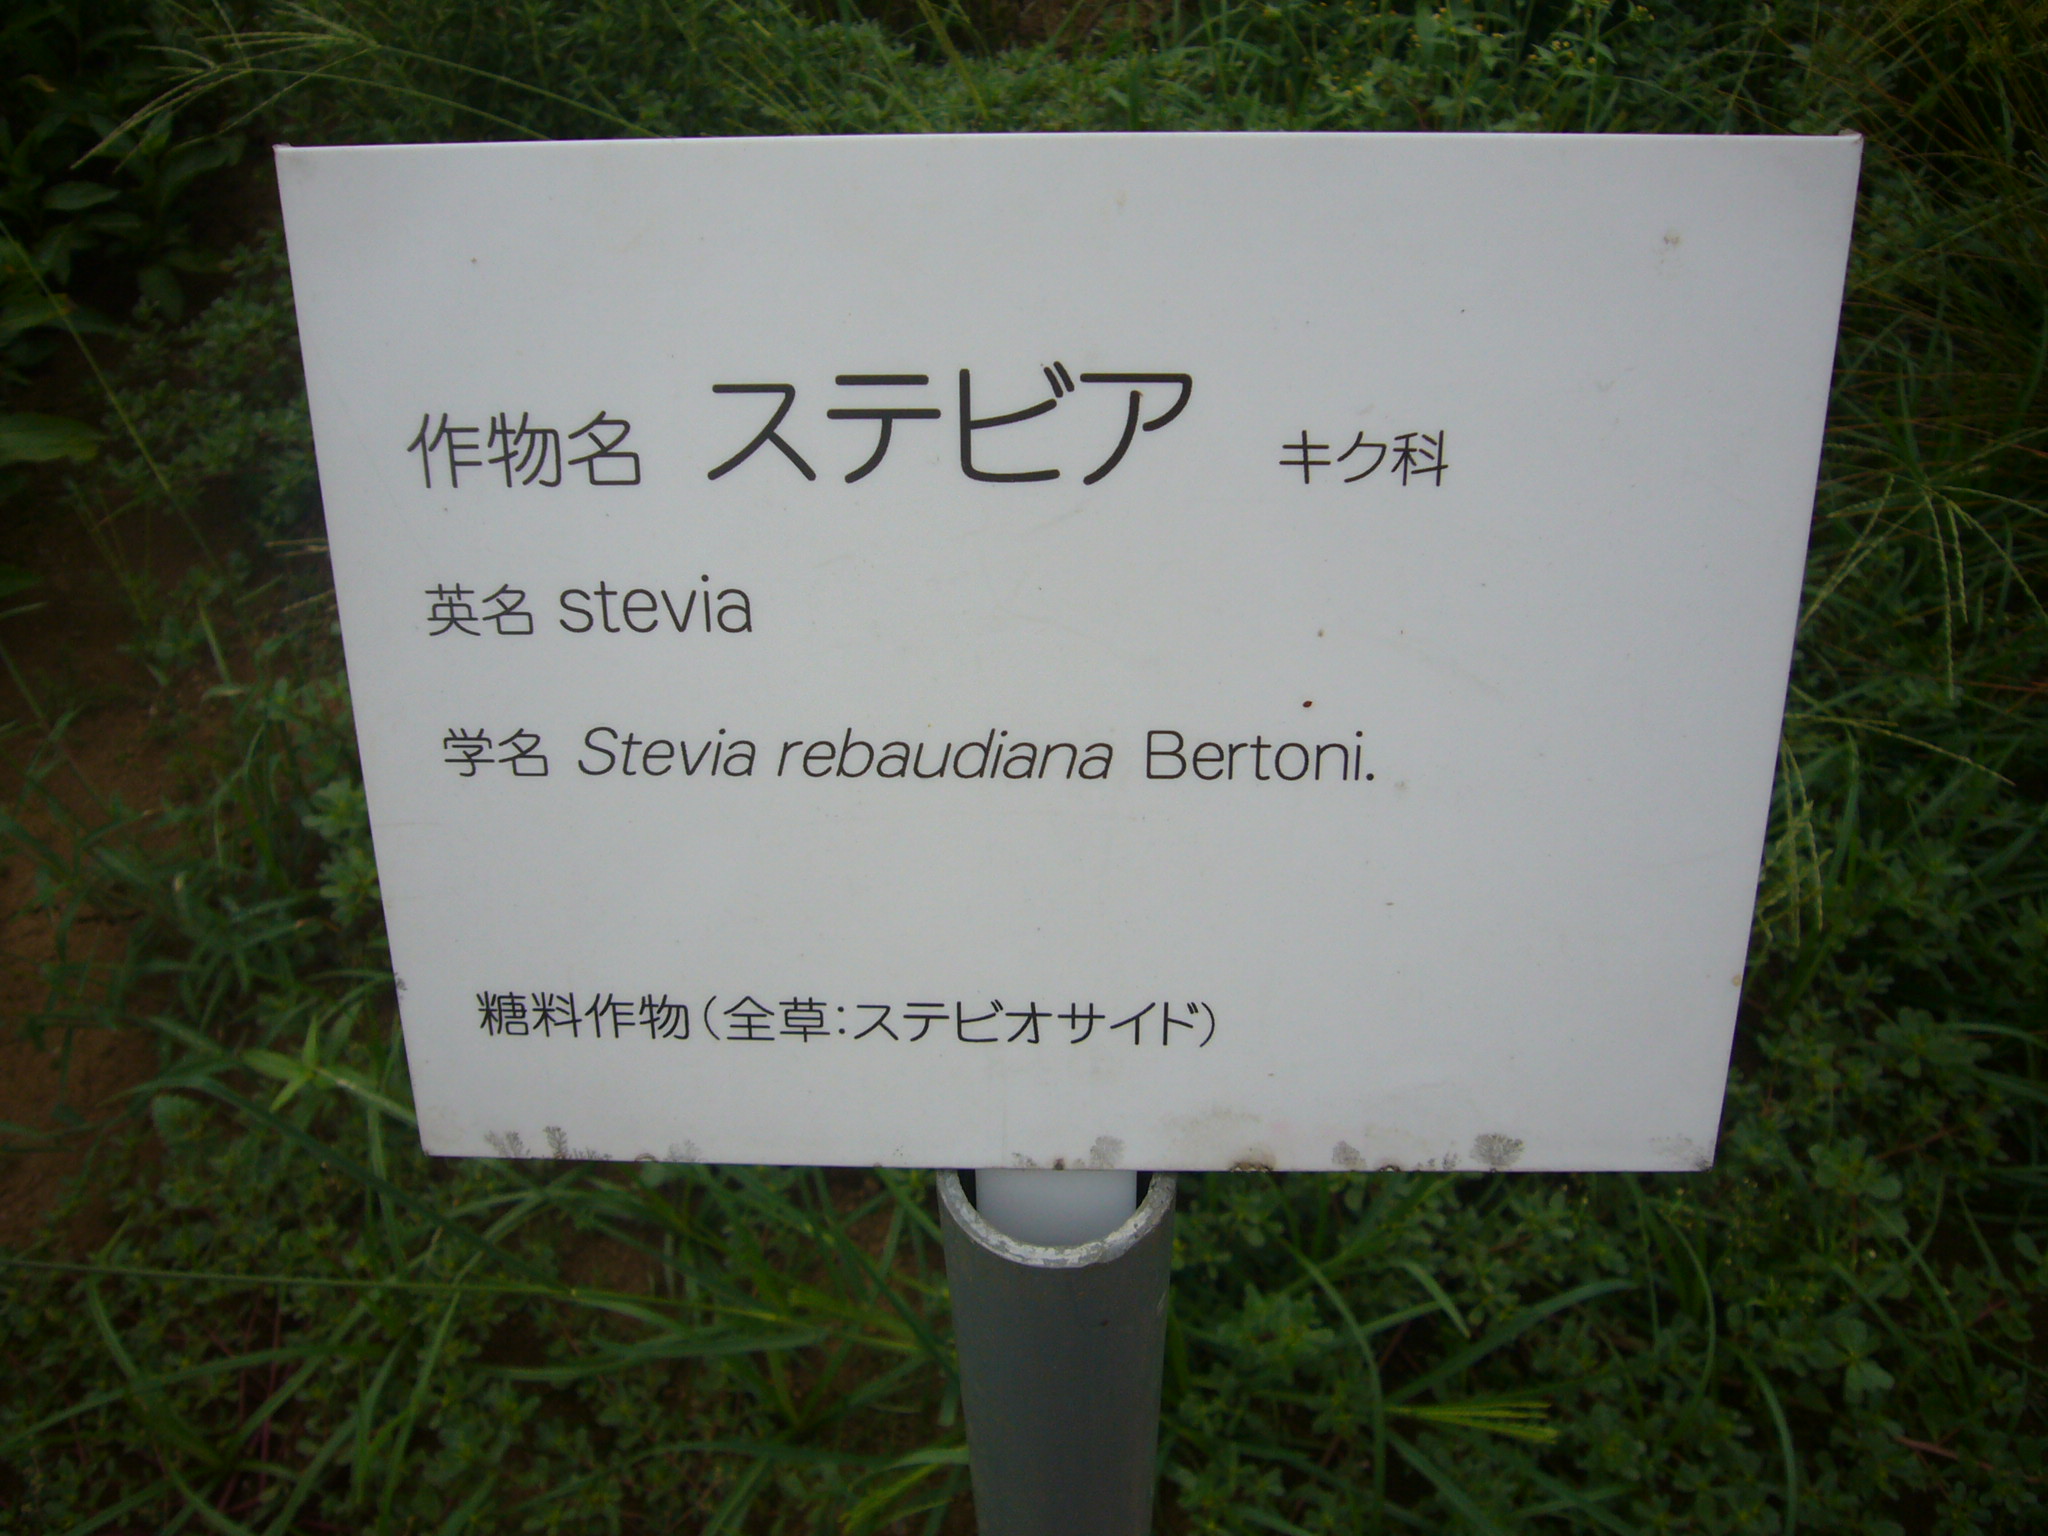 作物名 ステビア キク科
英名 stevia
学名 Stevia rebaudiana Bertoni.
糖料作物（全草：ステビオサイド）